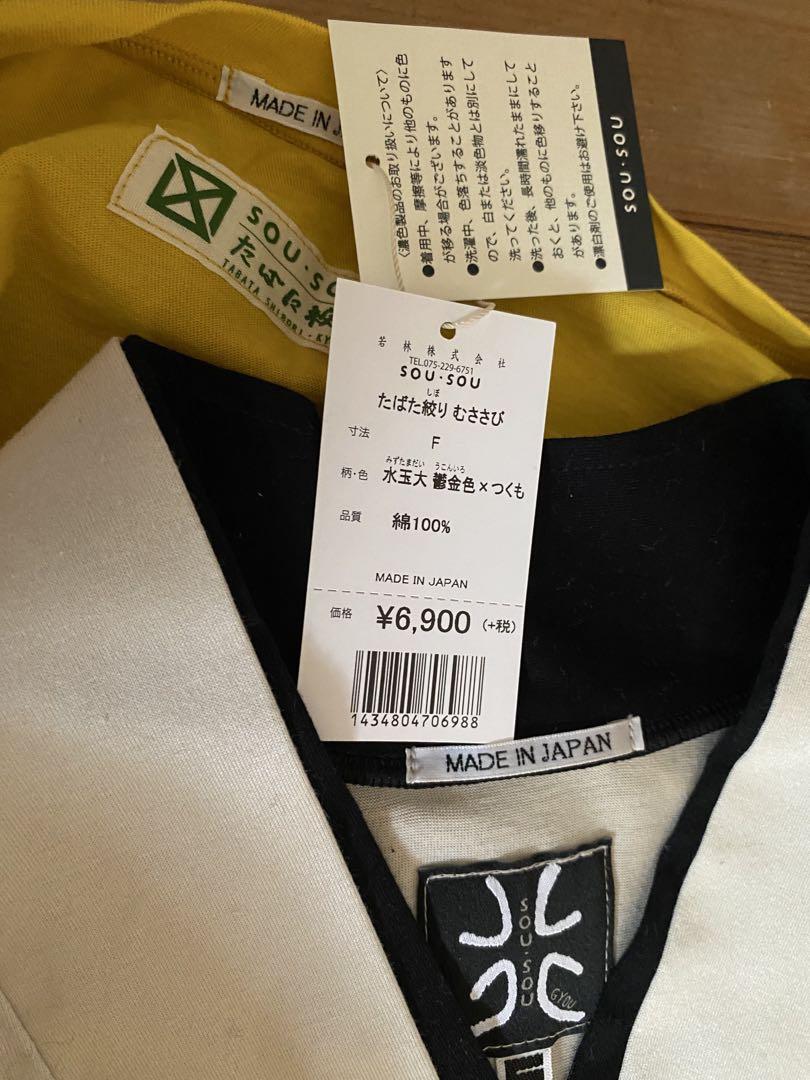 MADE IN J
SOU・SO
たばた絞
TABATA SHIBORI・KY
SOU・SOU
〈濃色製品のお取り扱いについて〉
●着用中、摩擦等により他のものに色
が移る場合がございます。
●洗濯中、色落ちすることがあります
ので、白または淡色物とは別にして
洗ってください。
●洗った後、長時間濡れたままにして
おくと、他のものに色移りすること
があります。
●漂白剤のご使用はお避け下さい。
若林株式会社
TEL.075-229-6751
SOU・SOU
しぼ
たばた絞り むささび
寸法 F
みずたまだい うこんいろ
柄・色 水玉大 鬱金色×つくも
品質 綿100%
MADE IN JAPAN
価格 ¥6,900 (+税)
1434804706988
MADE IN JAPAN
SOU・SOU
GYOU